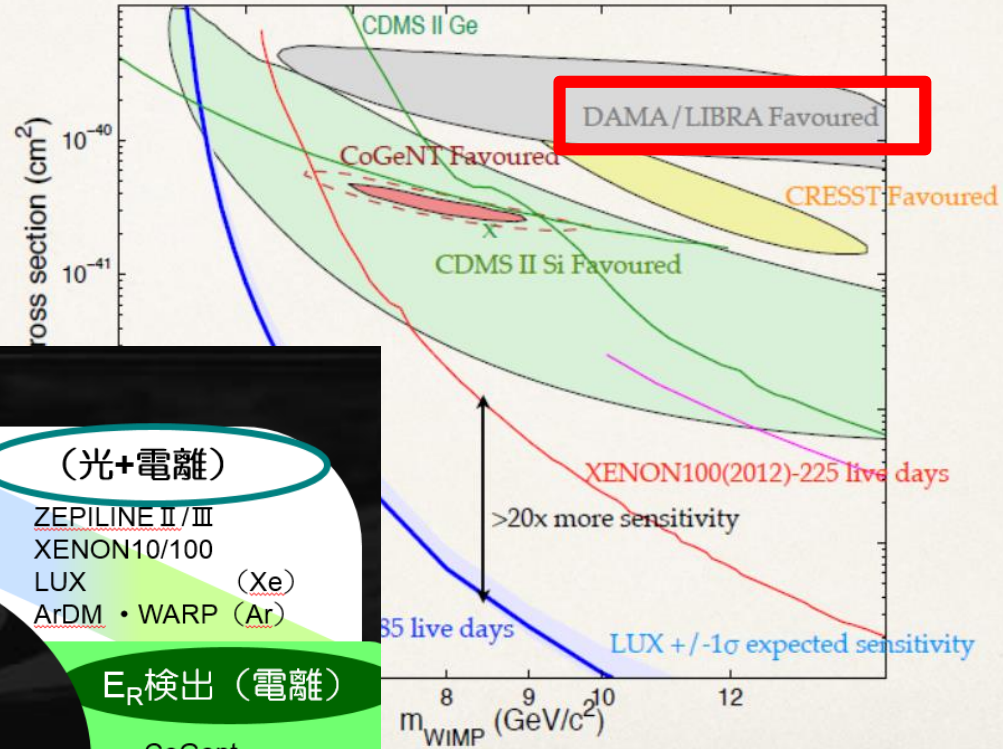 CDMS II Ge
DAMA/LIBRA Favoured
10⁻⁴⁰
CoGeNT Favoured
CRESST Favoured
x
CDMS II Si Favoured
10⁻⁴¹
ross section (cm²)
XENON100(2012)-225 live days
>20x more sensitivity
85 live days
LUX +/-1σ expected sensitivity
8 9 10 12
m_WIMP (GeV/c²)
（光+電離）
ZEPILINEⅡ/Ⅲ
XENON10/100
LUX （Xe）
ArDM ・WARP（Ar）
E_R検出（電離）